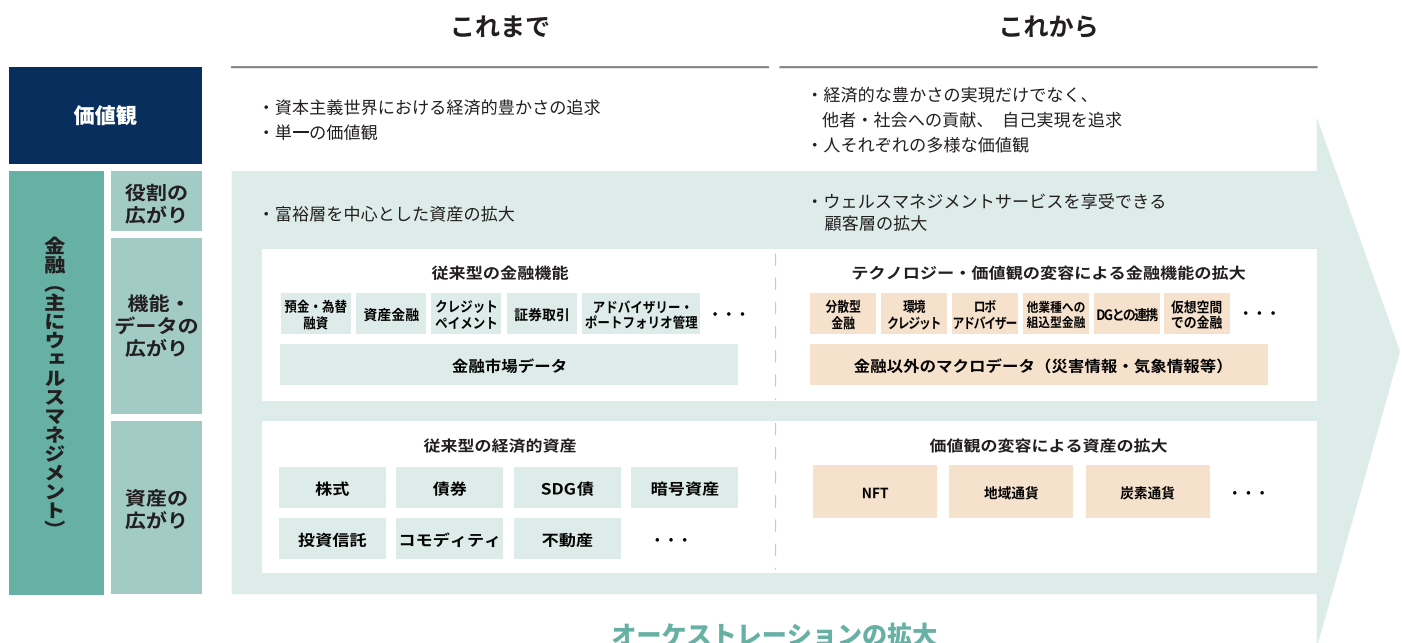 これまで
これから
価値観
・資本主義世界における経済的豊かさの追求
・単一の価値観
・経済的な豊かさの実現だけでなく、
他者・社会への貢献、 自己実現を追求
・人それぞれの多様な価値観
金融（主にウェルスマネジメント）
役割の
広がり
・富裕層を中心とした資産の拡大
・ウェルスマネジメントサービスを享受できる
顧客層の拡大
機能・
データの
広がり
従来型の金融機能
預金・為替
融資
資産金融
クレジット
ペイメント
証券取引
アドバイザリー・
ポートフォリオ管理
・・・
金融市場データ
テクノロジー・価値観の変容による金融機能の拡大
分散型
金融
環境
クレジット
ロボ
アドバイザー
他業種への
組込型金融
DGとの連携
仮想空間
での金融
・・・
金融以外のマクロデータ（災害情報・気象情報等）
資産の
広がり
従来型の経済的資産
株式
債券
SDG債
暗号資産
投資信託
コモディティ
不動産
・・・
価値観の変容による資産の拡大
NFT
地域通貨
炭素通貨
・・・
オーケストレーションの拡大